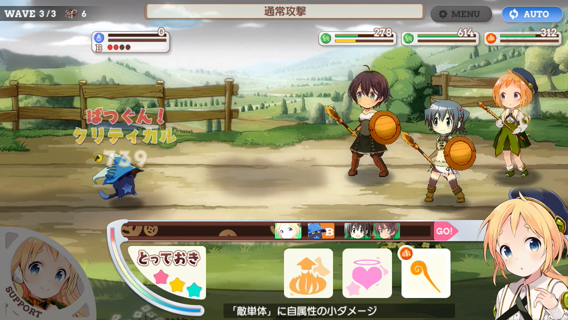 WAVE 3/3 6
通常攻撃
MENU
AUTO
0
278
614
312
ばつぐん!
クリティカル
769
B
GO!
とっておき
SUPPORT
「敵単体」に自属性の小ダメージ